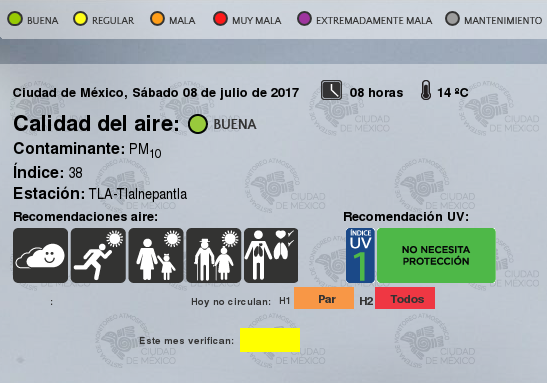 BUENA REGULAR MALA MUY MALA EXTREMADAMENTE MALA MANTENIMIENTO
Ciudad de México, Sábado 08 de julio de 2017 08 horas 14 ºC
Calidad del aire: BUENA
Contaminante: PM10
Índice: 38
Estación: TLA-Tlalnepantla
Recomendaciones aire: Recomendación UV:
ÍNDICE
UV
1
NO NECESITA
PROTECCIÓN
: Hoy no circulan: H1 Par H2 Todos
Este mes verifican: